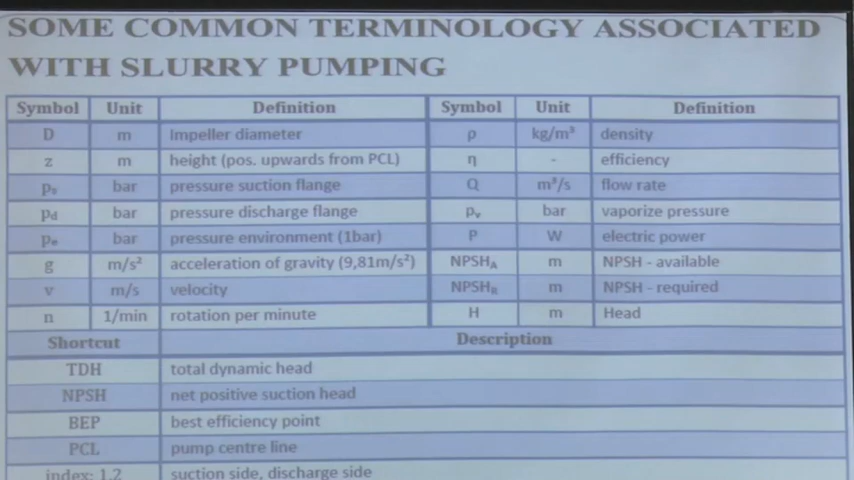 SOME COMMON TERMINOLOGY ASSOCIATED
WITH SLURRY PUMPING
Symbol Unit Definition Symbol Unit Definition
D m Impeller diameter ρ kg/m³ density
z m height (pos. upwards from PCL) η - efficiency
pₛ bar pressure suction flange Q m³/s flow rate
p_d bar pressure discharge flange pᵥ bar vaporize pressure
pₑ bar pressure environment (1bar) P W electric power
g m/s² acceleration of gravity (9,81m/s²) NPSH_A m NPSH - available
v m/s velocity NPSH_R m NPSH - required
n 1/min rotation per minute H m Head
Shortcut Description
TDH total dynamic head
NPSH net positive suction head
BEP best efficiency point
PCL pump centre line
index: 1,2 suction side, discharge side